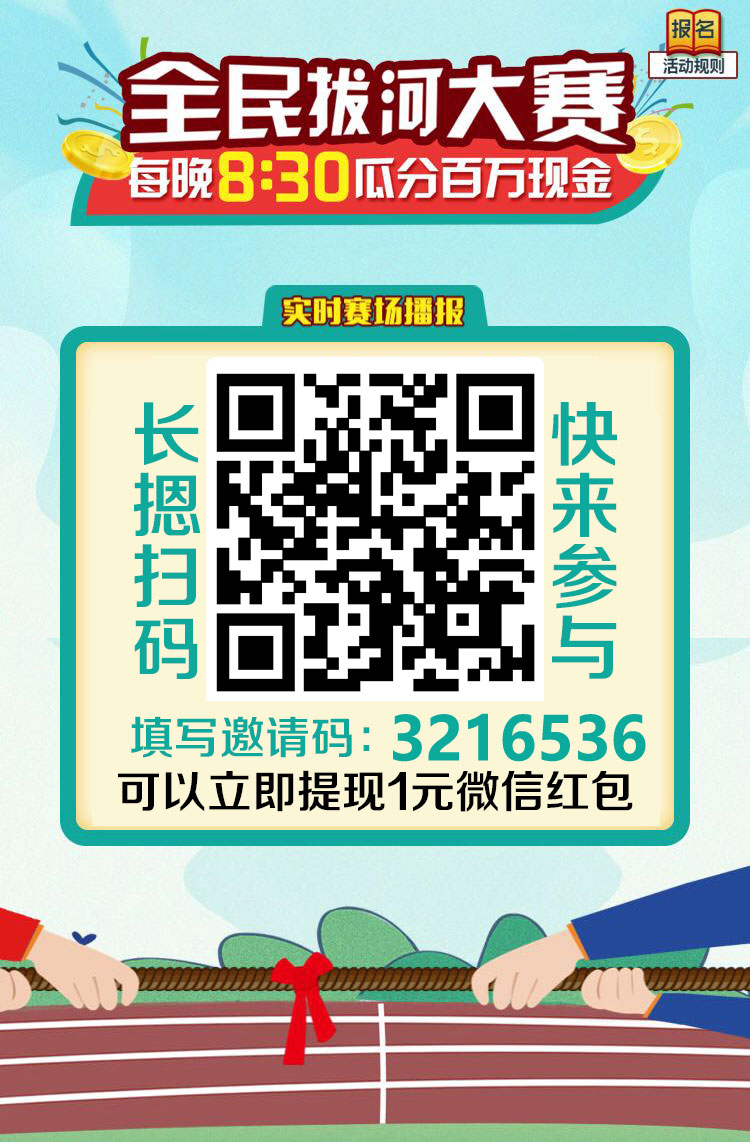 报名
活动规则
全民拔河大赛
每晚8:30瓜分百万现金
实时赛场播报
长摁扫码
快来参与
填写邀请码：3216536
可以立即提现1元微信红包